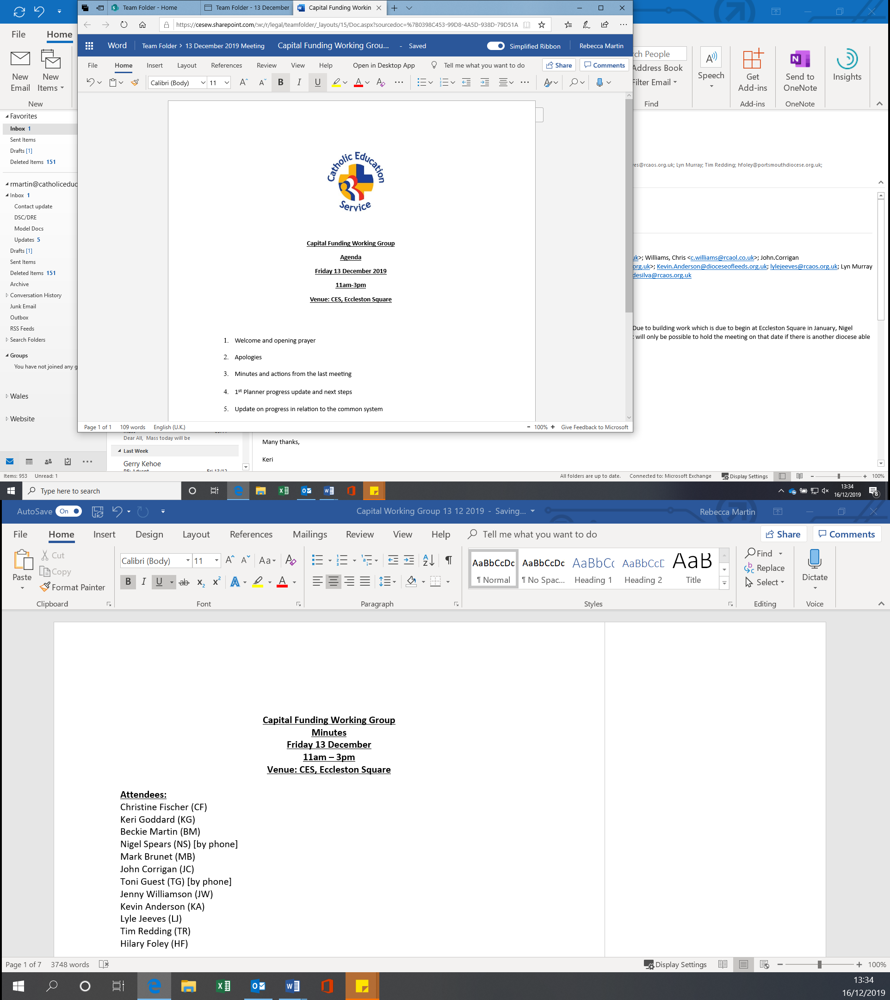 Team Folder - Home
Team Folder - 13 December
Capital Funding Workin
https://cesew.sharepoint.com/:w:/r/legal/teamfolder/_layouts/15/Doc.aspx?sourcedoc=%7B0398C453-99D8-4A5D-938D-79D51A
Word
Team Folder > 13 December 2019 Meeting
Capital Funding Working Grou... - Saved
Simplified Ribbon
Rebecca Martin
File Home Insert Layout References Review View Help Open in Desktop App Tell me what you want to do Share Comments
Calibri (Body) 11
Catholic Education
Service
Capital Funding Working Group
Agenda
Friday 13 December 2019
11am-3pm
Venue: CES, Eccleston Square
1. Welcome and opening prayer
2. Apologies
3. Minutes and actions from the last meeting
4. 1st Planner progress update and next steps
5. Update on progress in relation to the common system
Page 1 of 1 109 words English (U.K.)
- 100% + Give Feedback to Microsoft
File Home
New Email
New Items
New
Favorites
Inbox 1
Sent Items
Drafts [1]
Deleted Items 151
rmartin@catholiceduc
Inbox 1
Contact update
DSC/DRE
Model Docs
Updates 5
Drafts [1]
Sent Items
Deleted Items 151
Archive
Conversation History
Junk Email
Outbox
RSS Feeds
Search Folders
Groups
You have not joined any g
Wales
Website
rch People
Address Book
Filter Email
Find
Speech
Get Add-ins
Add-ins
Send to OneNote
OneNote
Insights
es@rcaos.org.uk; Lyn Murray; Tim Redding; hfoley@portsmouthdiocese.org.uk;
uk>; Williams, Chris <c.williams@rcaol.co.uk>; John.Corrigan
org.uk>; Kevin.Anderson@dioceseofleeds.org.uk; lylejeeves@rcaos.org.uk; Lyn Murray
desilva@rcaos.org.uk
Due to building work which is due to begin at Eccleston Square in January, Nigel
will only be possible to hold the meeting on that date if there is another diocese able
Dear All, Mass today will be
Last Week
Gerry Kehoe
RE: Advent Fri 13/12
Many thanks,
Keri
Items: 953 Unread: 1
All folders are up to date. Connected to: Microsoft Exchange Display Settings 100%
Type here to search
13:34
16/12/2019
8
AutoSave On
Capital Working Group 13 12 2019 - Saving...
Rebecca Martin
File Home Insert Design Layout References Mailings Review View Help Tell me what you want to do Share Comments
Paste
Cut
Copy
Format Painter
Clipboard
Calibri (Body) 11
Font
Paragraph
AaBbCcDc AaBbCcDc AaBbCc AaBbCcD AaB
¶ Normal ¶ No Spac... Heading 1 Heading 2 Title
Styles
Find
Replace
Select
Editing
Dictate
Voice
Capital Funding Working Group
Minutes
Friday 13 December
11am – 3pm
Venue: CES, Eccleston Square
Attendees:
Christine Fischer (CF)
Keri Goddard (KG)
Beckie Martin (BM)
Nigel Spears (NS) [by phone]
Mark Brunet (MB)
John Corrigan (JC)
Toni Guest (TG) [by phone]
Jenny Williamson (JW)
Kevin Anderson (KA)
Lyle Jeeves (LJ)
Tim Redding (TR)
Hilary Foley (HF)
Page 1 of 7 3748 words
Display Settings
100%
13:34
16/12/2019